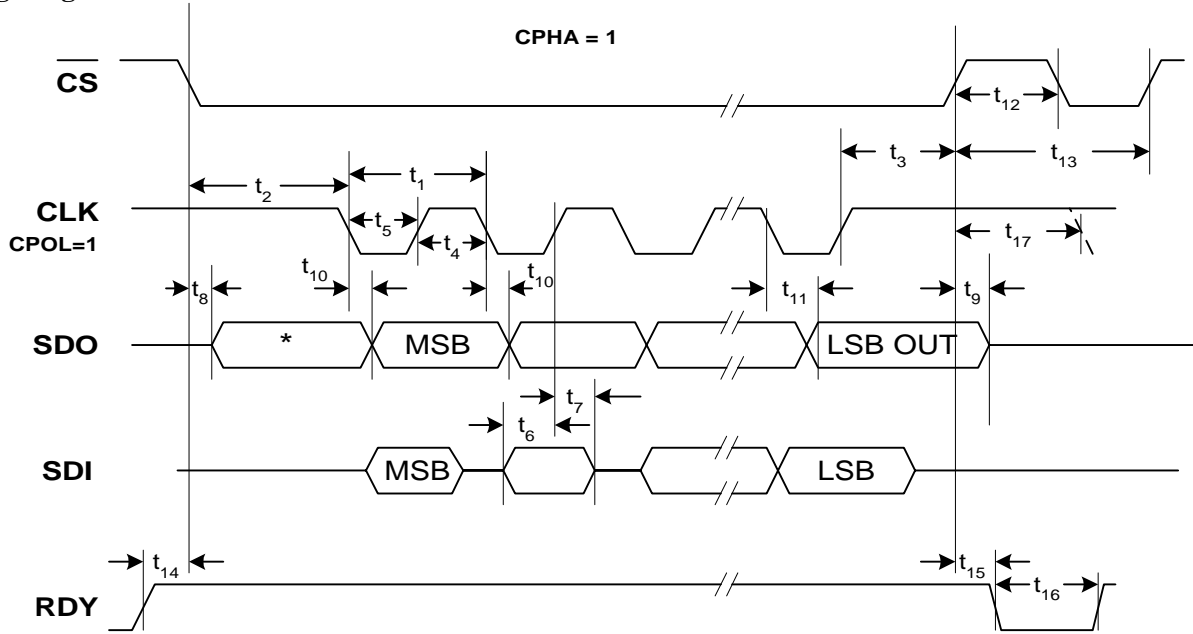 CPHA = 1
CS
t12
t3
t13
t1
t2
CLK
t5
t4
t17
CPOL=1
t10
t10
t8
t11
t9
SDO
*
MSB
LSB OUT
t7
t6
SDI
MSB
LSB
t14
t15
t16
RDY